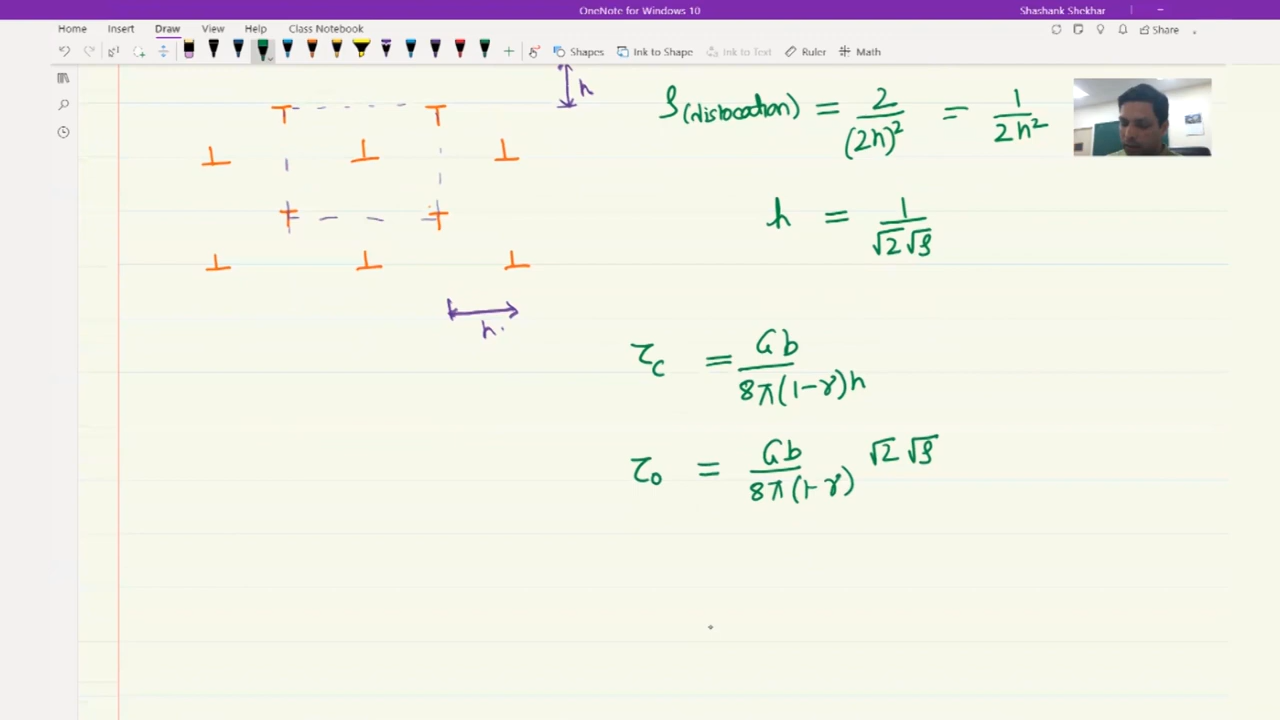 OneNote for Windows 10
Shashank Shekhar
Home Insert Draw View Help Class Notebook
Share
Shapes Ink to Shape Ink to Text Ruler Math
h
ρ(dislocation) = 2/(2h)² = 1/2h²
h = 1/√2√ρ
h.
τc = Gb/8π(1-γ)h
τ0 = Gb/8π(1-γ) √2√ρ